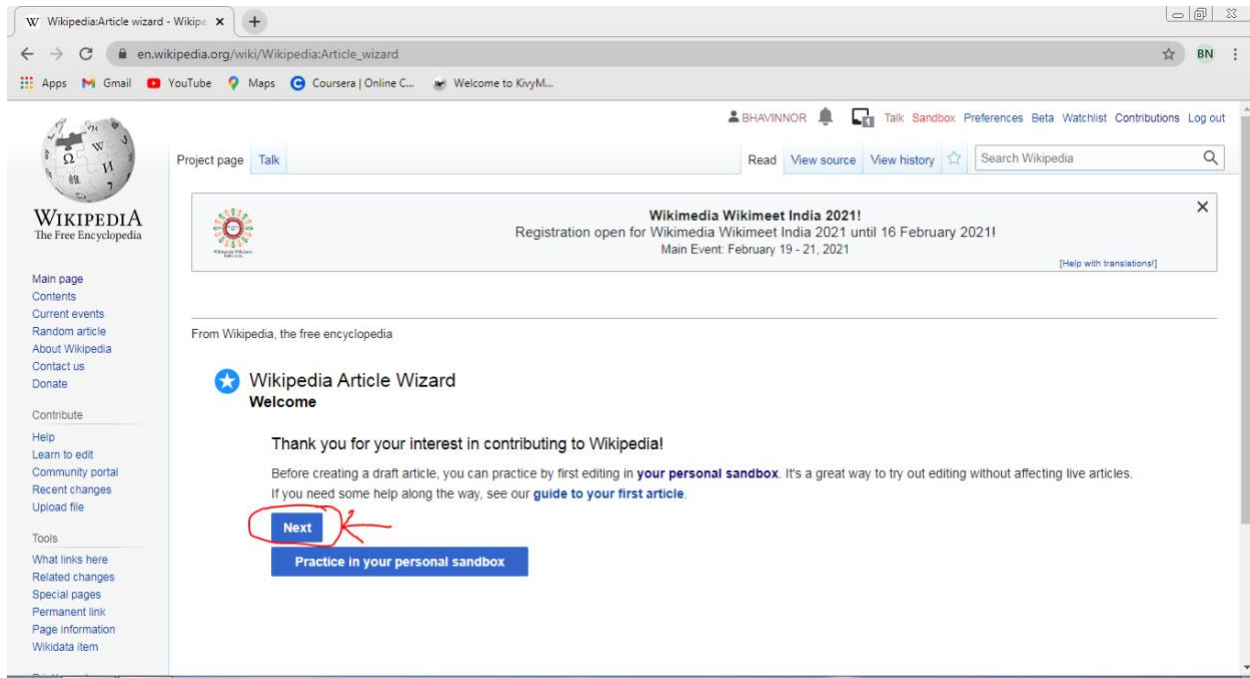 W Wikipedia:Article wizard - Wikipe
en.wikipedia.org/wiki/Wikipedia:Article_wizard
BN
Apps Gmail YouTube Maps Coursera | Online C... Welcome to KivyM...
BHAVINNOR 1 Talk Sandbox Preferences Beta Watchlist Contributions Log out
Project page Talk Read View source View history Search Wikipedia
Ω W И 7
WIKIPEDIA
The Free Encyclopedia
Main page
Contents
Current events
Random article
About Wikipedia
Contact us
Donate
Contribute
Help
Learn to edit
Community portal
Recent changes
Upload file
Tools
What links here
Related changes
Special pages
Permanent link
Page information
Wikidata item
Wikimedia Wikimeet India 2021!
Registration open for Wikimedia Wikimeet India 2021 until 16 February 2021!
Main Event: February 19 - 21, 2021
[Help with translations!]
From Wikipedia, the free encyclopedia
Wikipedia Article Wizard
Welcome
Thank you for your interest in contributing to Wikipedia!
Before creating a draft article, you can practice by first editing in your personal sandbox. It's a great way to try out editing without affecting live articles.
If you need some help along the way, see our guide to your first article.
Next
Practice in your personal sandbox